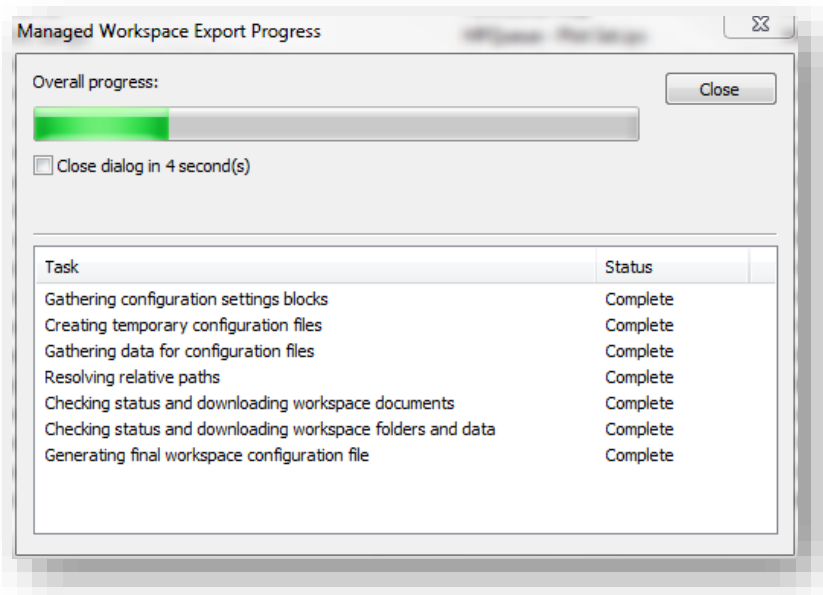 Managed Workspace Export Progress
Overall progress:
Close
Close dialog in 4 second(s)
Task Status
Gathering configuration settings blocks Complete
Creating temporary configuration files Complete
Gathering data for configuration files Complete
Resolving relative paths Complete
Checking status and downloading workspace documents Complete
Checking status and downloading workspace folders and data Complete
Generating final workspace configuration file Complete